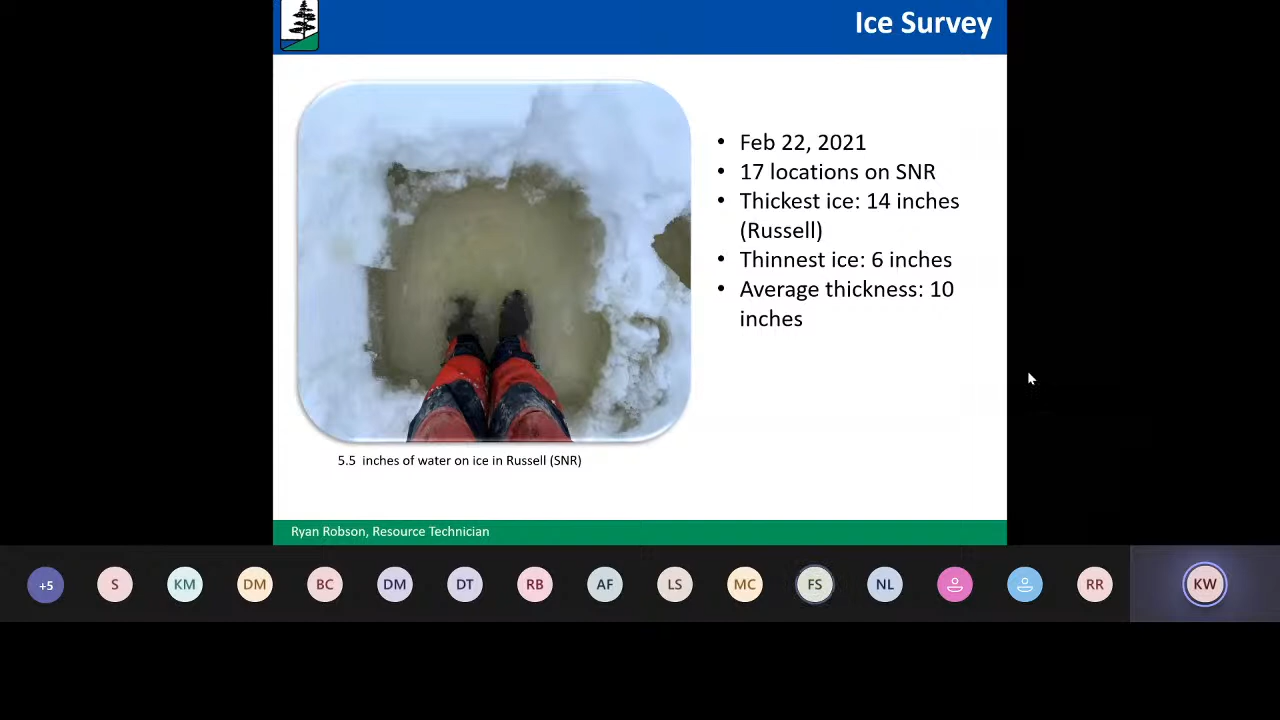 Ice Survey
• Feb 22, 2021
• 17 locations on SNR
• Thickest ice: 14 inches
(Russell)
• Thinnest ice: 6 inches
• Average thickness: 10
inches
5.5 inches of water on ice in Russell (SNR)
Ryan Robson, Resource Technician
+5
S
KM
DM
BC
DM
DT
RB
AF
LS
MC
FS
NL
RR
KW